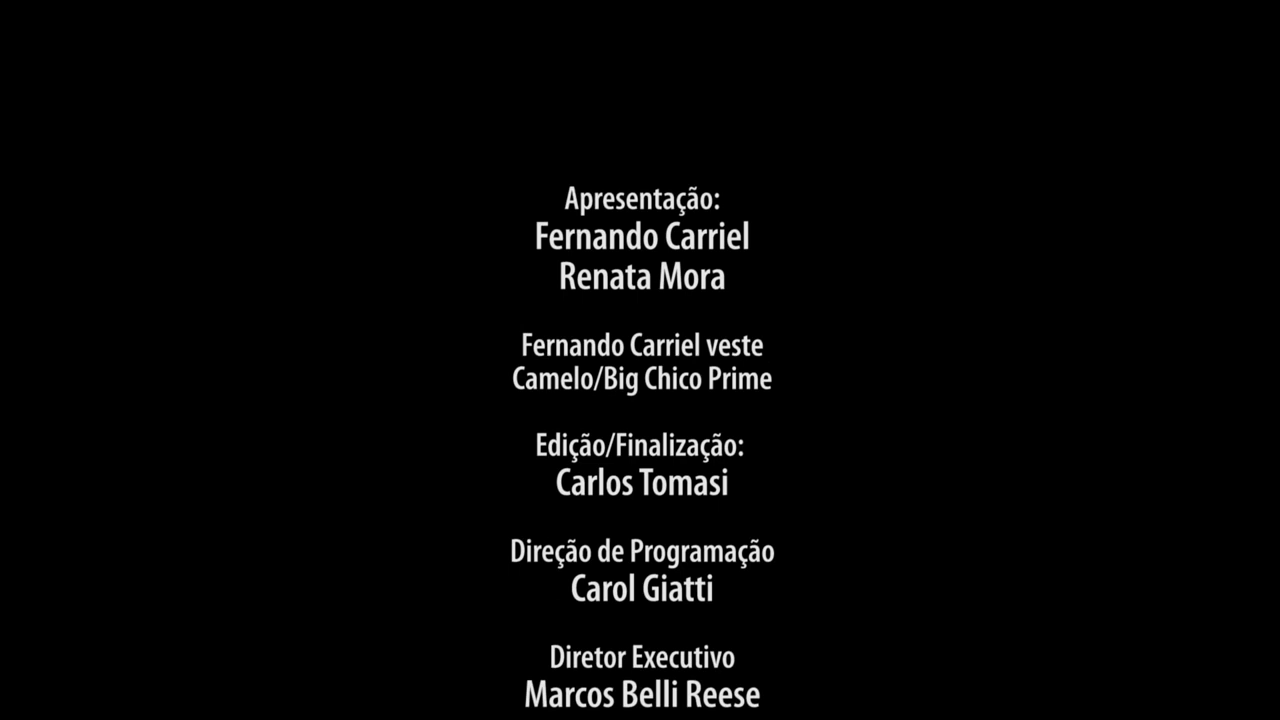 Apresentação:
Fernando Carriel
Renata Mora
Fernando Carriel veste
Camelo/Big Chico Prime
Edição/Finalização:
Carlos Tomasi
Direção de Programação
Carol Giatti
Diretor Executivo
Marcos Belli Reese